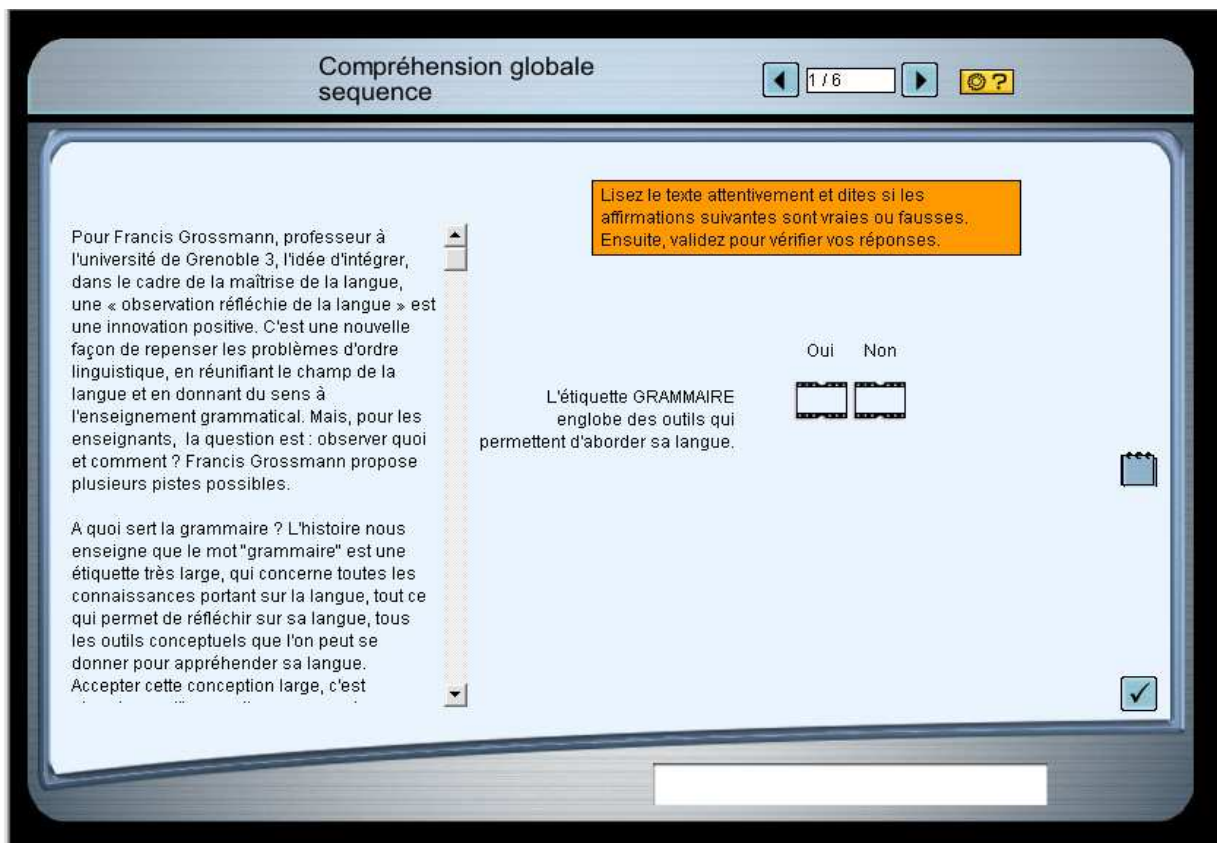 Compréhension globale
sequence
1 / 6
?
Lisez le texte attentivement et dites si les
affirmations suivantes sont vraies ou fausses.
Ensuite, validez pour vérifier vos réponses.
Pour Francis Grossmann, professeur à
l'université de Grenoble 3, l'idée d'intégrer,
dans le cadre de la maîtrise de la langue,
une « observation réfléchie de la langue » est
une innovation positive. C'est une nouvelle
façon de repenser les problèmes d'ordre
linguistique, en réunifiant le champ de la
langue et en donnant du sens à
l'enseignement grammatical. Mais, pour les
enseignants,  la question est : observer quoi
et comment ? Francis Grossmann propose
plusieurs pistes possibles.
A quoi sert la grammaire ? L'histoire nous
enseigne que le mot "grammaire" est une
étiquette très large, qui concerne toutes les
connaissances portant sur la langue, tout ce
qui permet de réfléchir sur sa langue, tous
les outils conceptuels que l'on peut se
donner pour appréhender sa langue.
Accepter cette conception large, c'est
Oui Non
L'étiquette GRAMMAIRE
englobe des outils qui
permettent d'aborder sa langue.